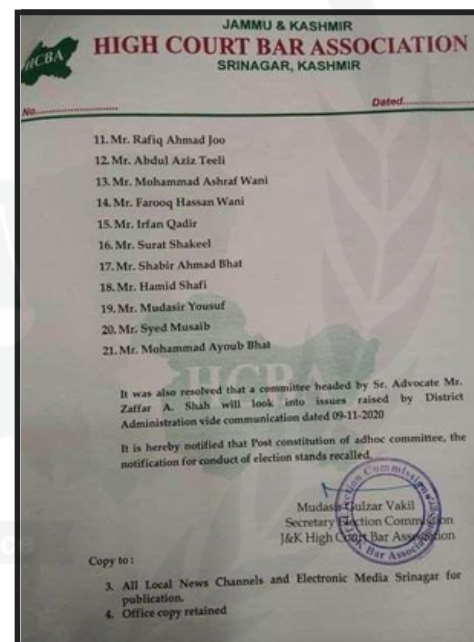 JAMMU & KASHMIR
HIGH COURT BAR ASSOCIATION
SRINAGAR, KASHMIR
HCBA
No.
Dated
11. Mr. Rafiq Ahmad Joo
12. Mr. Abdul Aziz Teeli
13. Mr. Mohammad Ashraf Wani
14. Mr. Farooq Hassan Wani
15. Mr. Irfan Qadir
16. Mr. Surat Shakeel
17. Mr. Shabir Ahmad Bhat
18. Mr. Hamid Shafi
19. Mr. Mudasir Yousuf
20. Mr. Syed Musaib
21. Mr. Mohammad Ayoub Bhat
HCBA
It was also resolved that a committee headed by Sr. Advocate Mr.
Zaffar A. Shah will look into issues raised by District
Administration vide communication dated 09-11-2020
It is hereby notified that Post constitution of adhoc committee, the
notification for conduct of election stands recalled.
Mudasir Gulzar Vakil
Secretary Election Commission
J&K High Court Bar Association
Copy to :
3. All Local News Channels and Electronic Media Srinagar for
publication.
4. Office copy retained